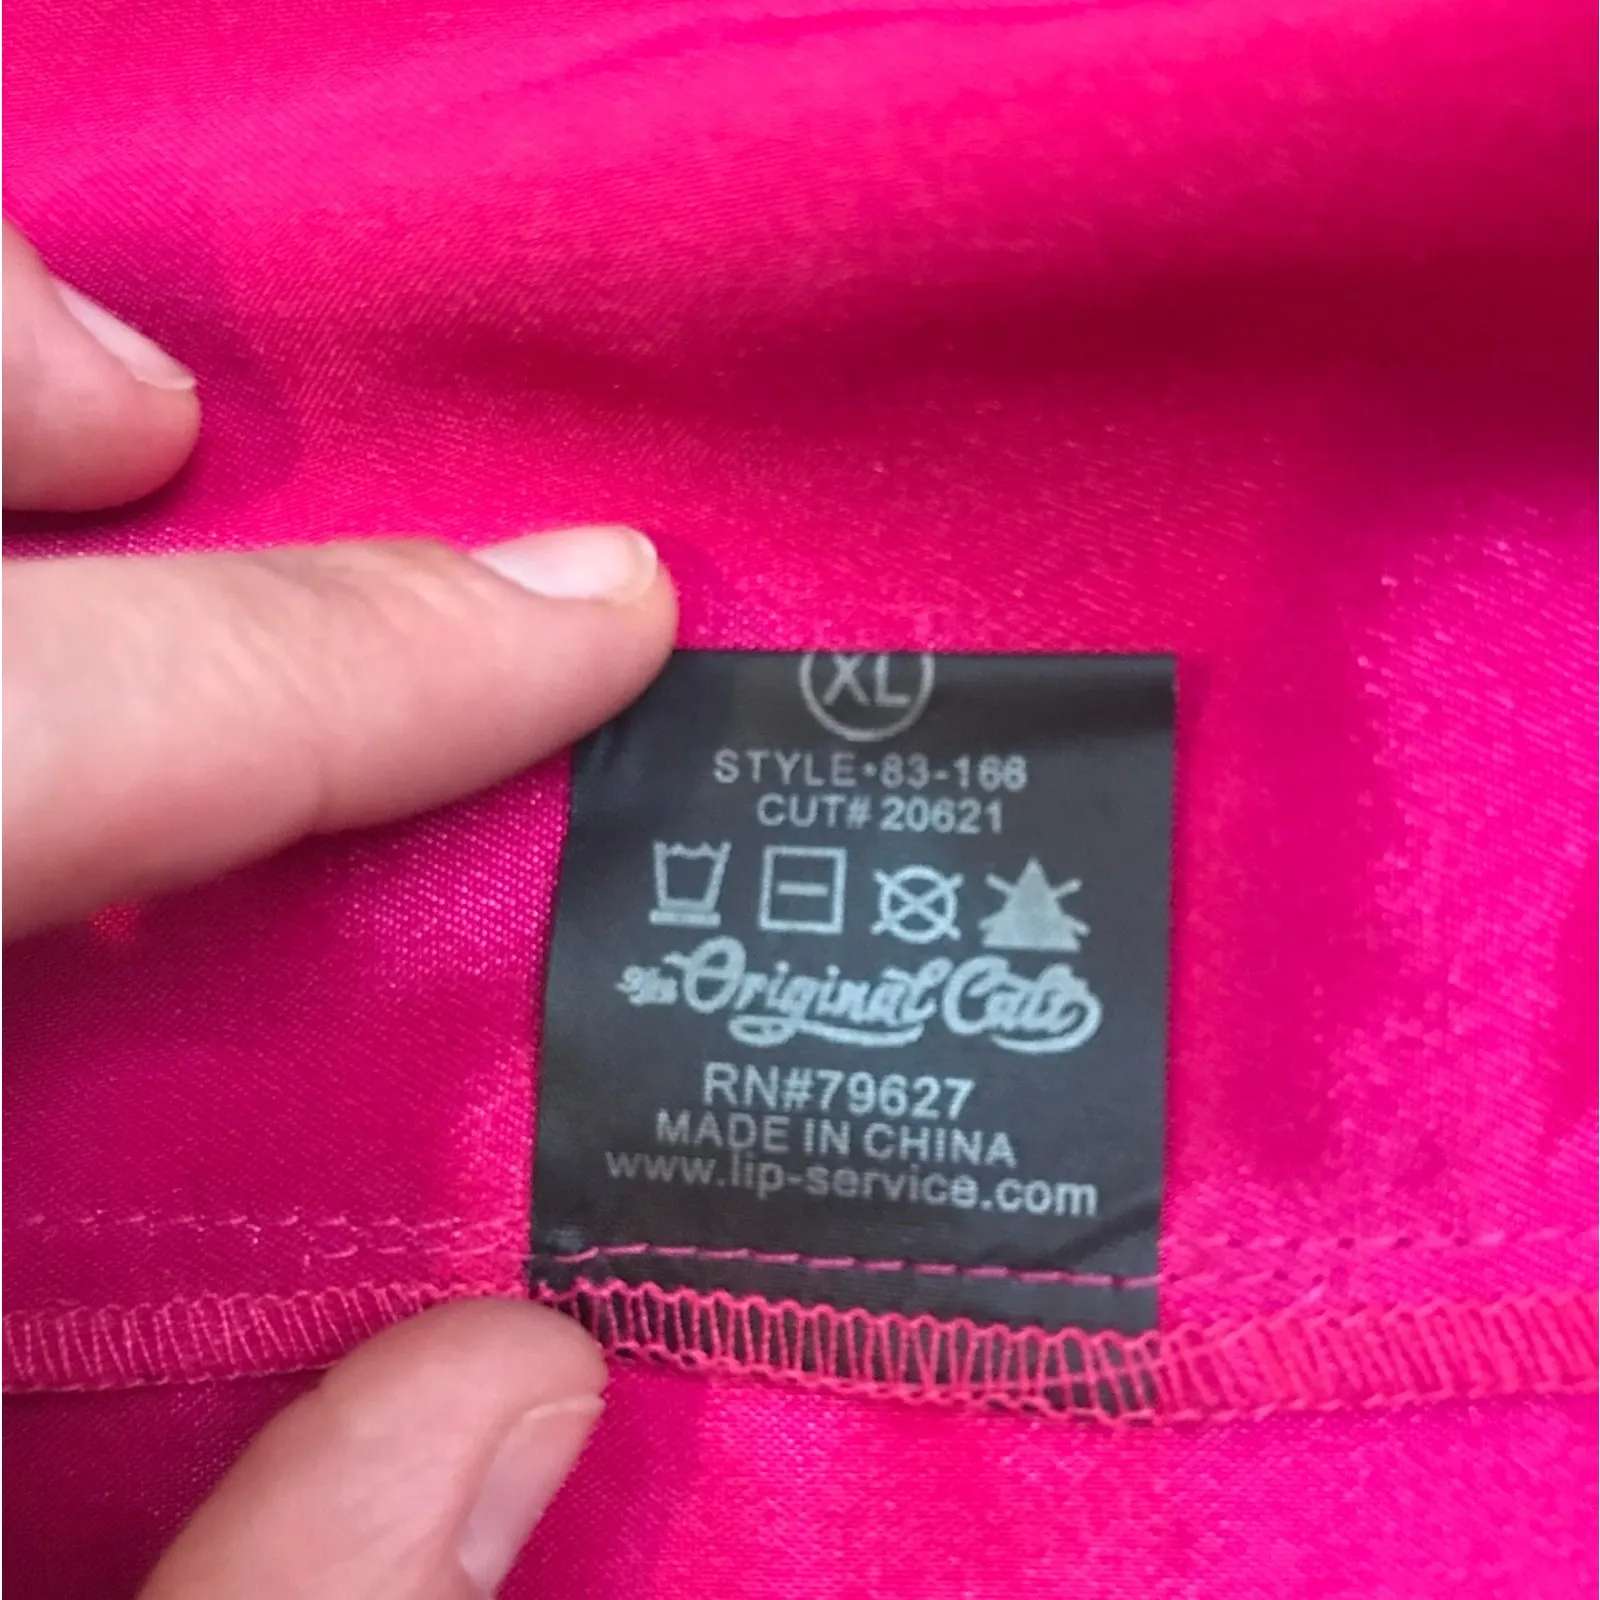 XL
STYLE•83-166
CUT# 20621
The Original Cats
RN#79627
MADE IN CHINA
www.lip-service.com